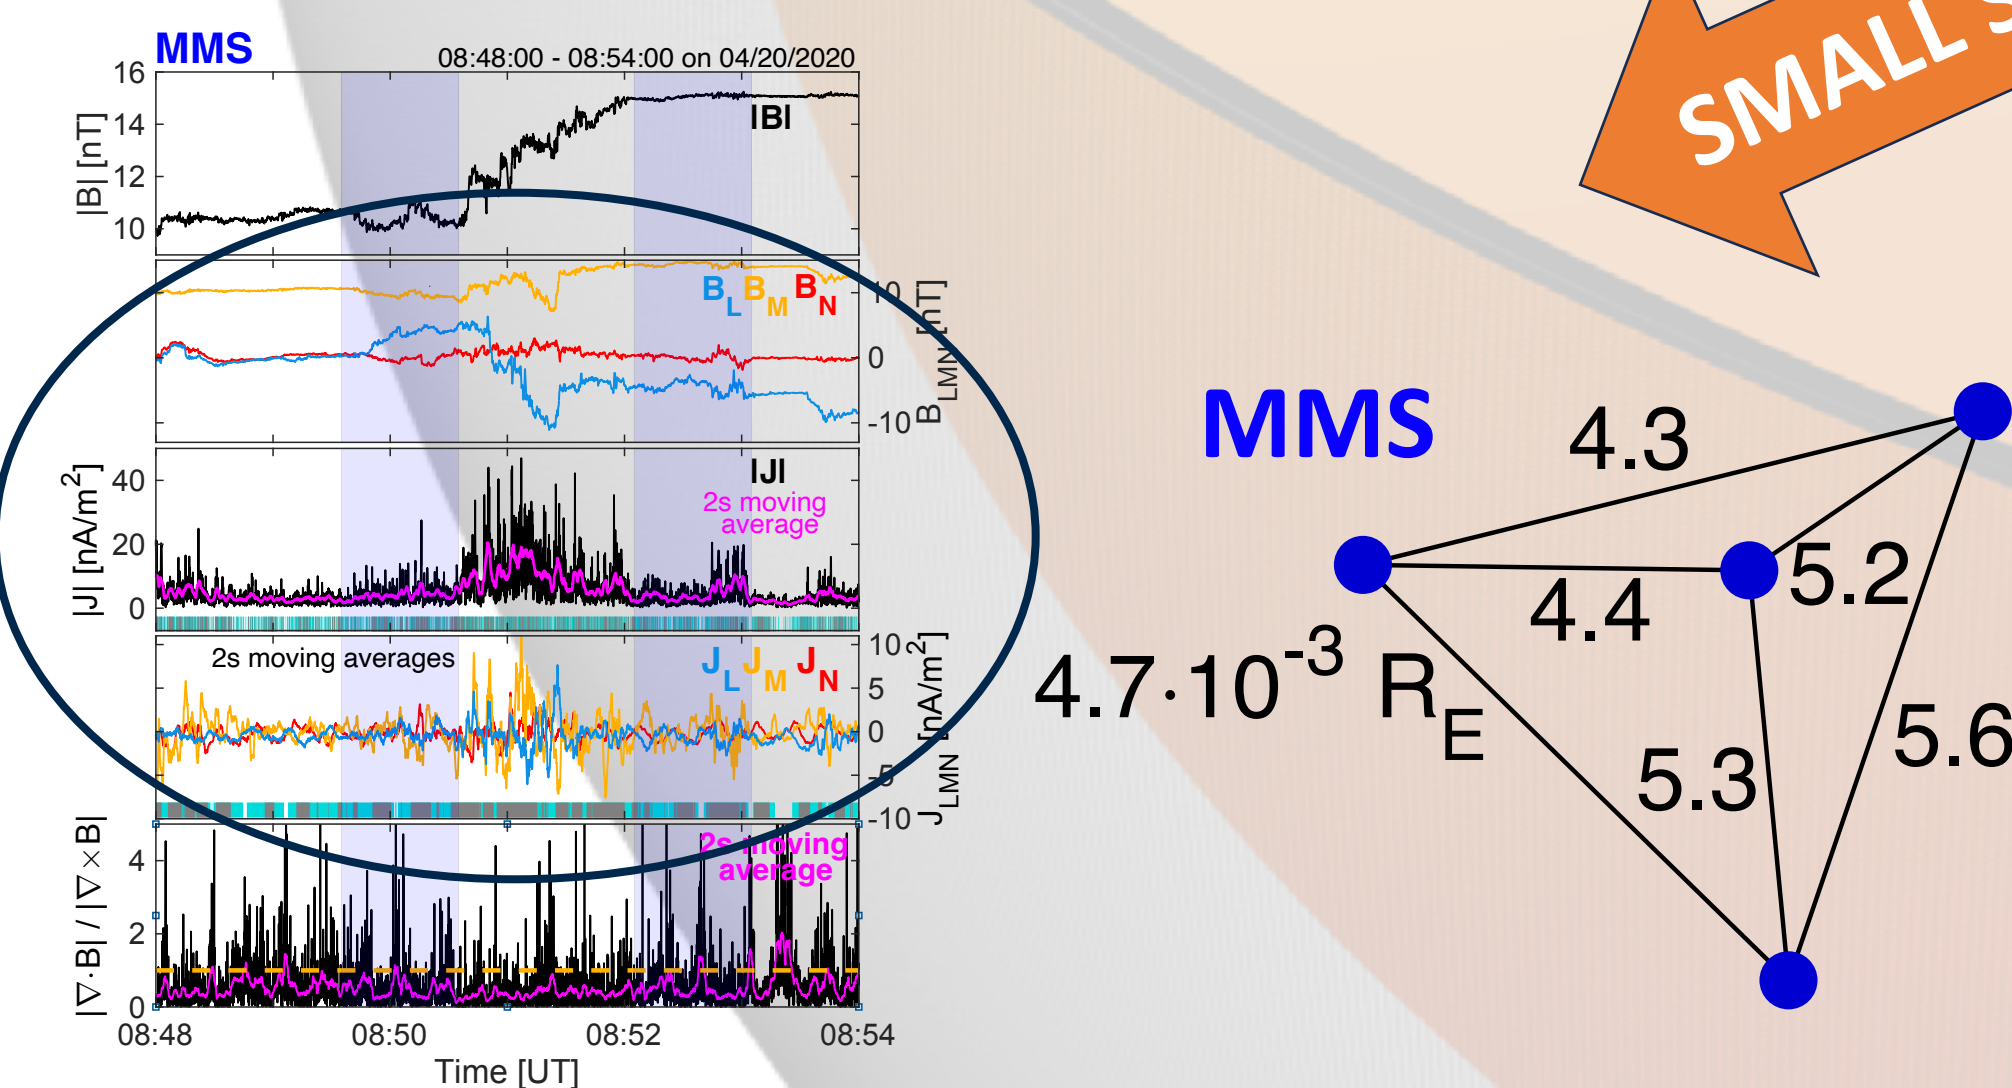 MMS
08:48:00 - 08:54:00 on 04/20/2020
|B| [nT]
16
14
12
10
|B|
B_L B_M B_N
10
0
-10
B_LMN [nT]
|J| [nA/m²]
40
20
0
|J|
2s moving
average
2s moving averages
J_L J_M J_N
10
5
0
-5
-10
J_LMN [nA/m²]
|∇·B| / |∇×B|
4
2
0
2s moving
average
08:48
08:50
08:52
08:54
Time [UT]
SMALL S
MMS
4.3
4.4
5.2
4.7·10⁻³ R_E
5.3
5.6